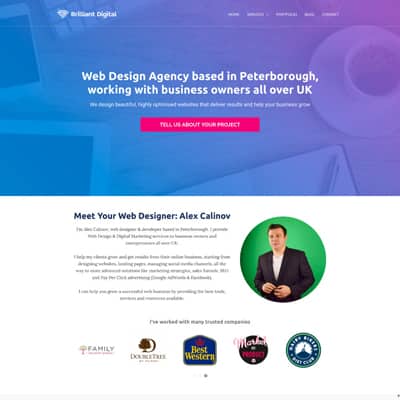 Brilliant Digital
HOME SERVICES PORTFOLIO BLOG CONTACT
Web Design Agency based in Peterborough,
working with business owners all over UK
We design beautiful, highly optimised websites that deliver results and help your business grow
TELL US ABOUT YOUR PROJECT
Meet Your Web Designer: Alex Calinov
I'm Alex Calinov, web designer & developer based in Peterborough. I provide
Web Design & Digital Marketing services to business owners and
entrepreneurs all over UK.
I help my clients grow and get results from their online business, starting from
designing websites, landing pages, managing social media channels, all the
way to more advanced solutions like marketing strategies, sales funnels, SEO
and Pay Per Click advertising (Google AdWords & Facebook).
I can help you grow a successful web business by providing the best tools,
services and resources available.
I've worked with many trusted companies
FAMILY
DOUBLETREE
BY HILTON
Best
Western
Market
PRODUCT